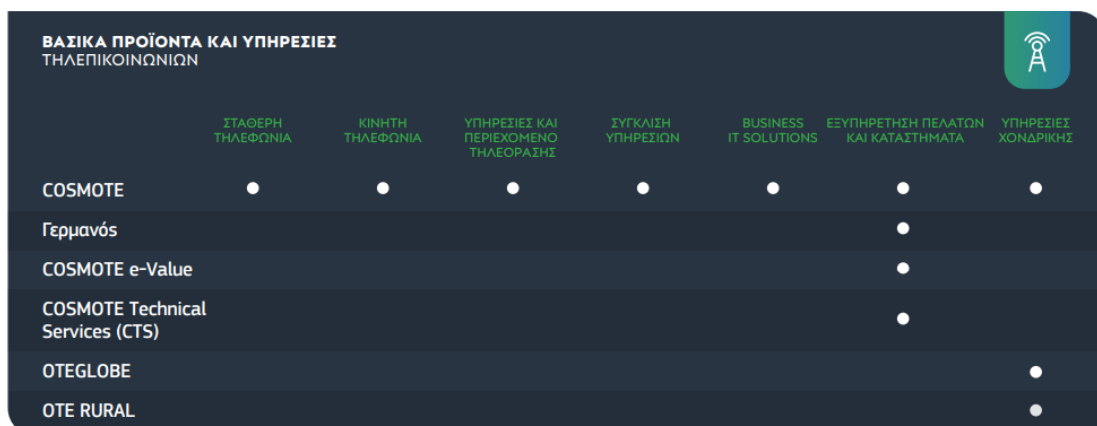 ΒΑΣΙΚΑ ΠΡΟΪΟΝΤΑ ΚΑΙ ΥΠΗΡΕΣΙΕΣ
ΤΗΛΕΠΙΚΟΙΝΩΝΙΩΝ
ΣΤΑΘΕΡΗ
ΤΗΛΕΦΩΝΙΑ
ΚΙΝΗΤΗ
ΤΗΛΕΦΩΝΙΑ
ΥΠΗΡΕΣΙΕΣ ΚΑΙ
ΠΕΡΙΕΧΟΜΕΝΟ
ΤΗΛΕΟΡΑΣΗΣ
ΣΥΓΚΛΙΣΗ
ΥΠΗΡΕΣΙΩΝ
BUSINESS
IT SOLUTIONS
ΕΞΥΠΗΡΕΤΗΣΗ ΠΕΛΑΤΩΝ
ΚΑΙ ΚΑΤΑΣΤΗΜΑΤΑ
ΥΠΗΡΕΣΙΕΣ
ΧΟΝΔΡΙΚΗΣ
COSMOTE
Γερμανός
COSMOTE e-Value
COSMOTE Technical
Services (CTS)
OTEGLOBE
OTE RURAL